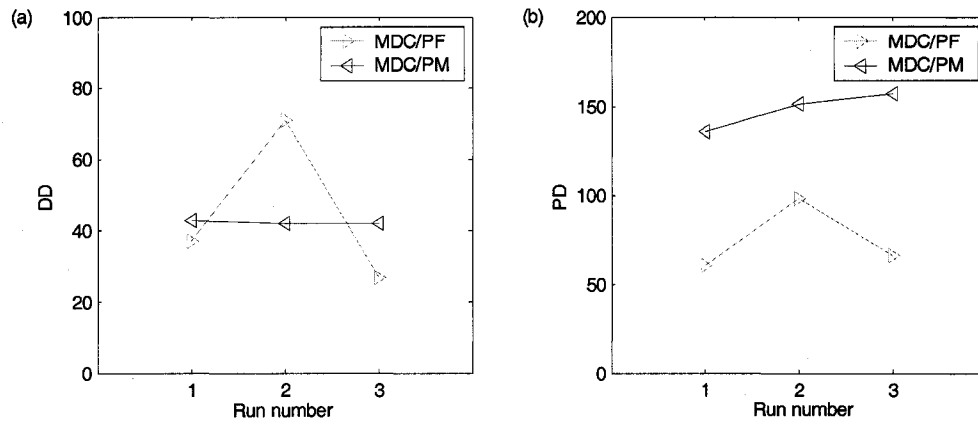 (a)
100
80
60
40
20
0
DD
MDC/PF
MDC/PM
1 2 3
Run number
(b)
200
150
100
50
0
PD
MDC/PF
MDC/PM
1 2 3
Run number